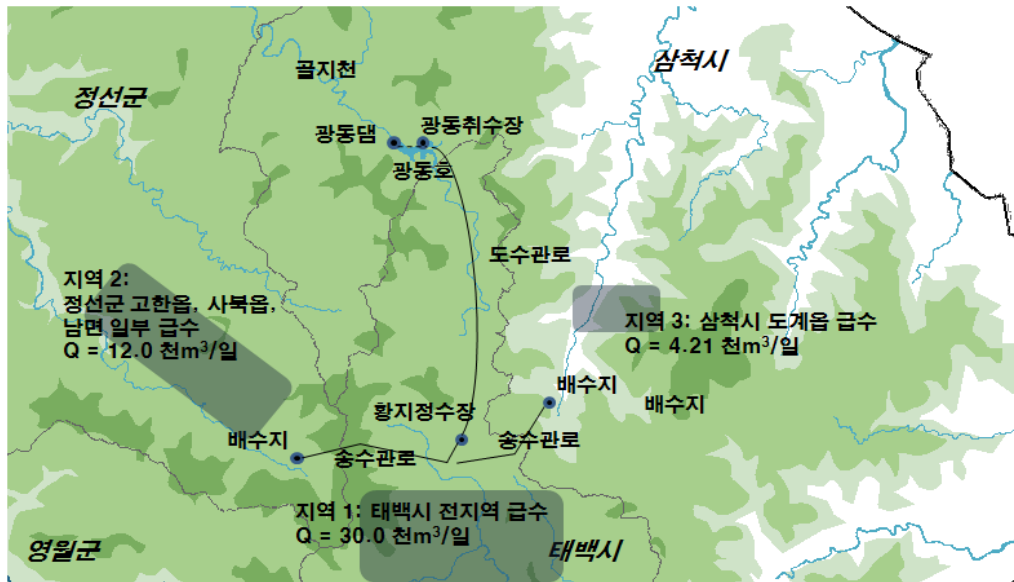 골지천
삼척시
정선군
광동댐
광동취수장
광동호
도수관로
지역 2:
정선군 고한읍, 사북읍,
남면 일부 급수
Q = 12.0 천m³/일
지역 3: 삼척시 도계읍 급수
Q = 4.21 천m³/일
배수지
배수지
황지정수장
배수지
송수관로
송수관로
지역 1: 태백시 전지역 급수
Q = 30.0 천m³/일
영월군
태백시